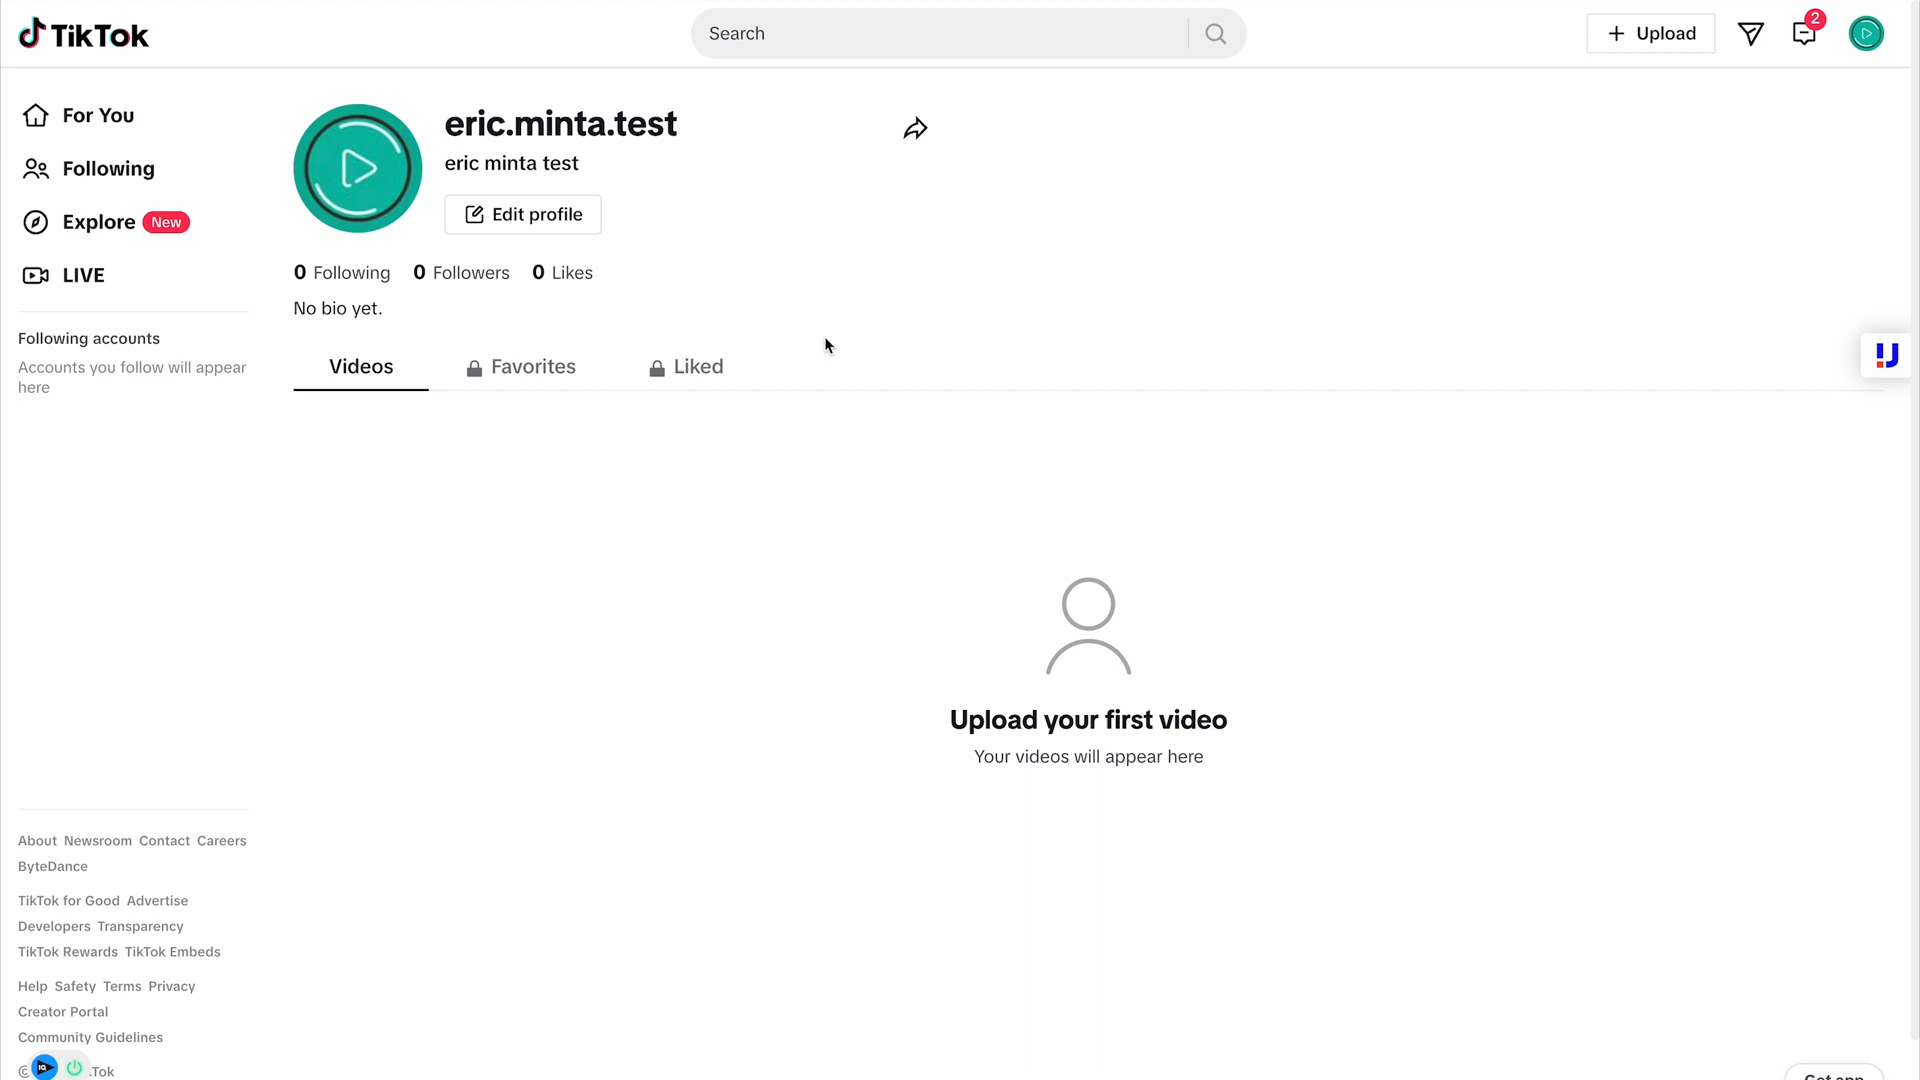 TikTok
Search
Upload
2
For You
Following
Explore New
LIVE
Following accounts
Accounts you follow will appear
here
eric.minta.test
eric minta test
Edit profile
0 Following 0 Followers 0 Likes
No bio yet.
Videos Favorites Liked
Upload your first video
Your videos will appear here
About Newsroom Contact Careers
ByteDance
TikTok for Good Advertise
Developers Transparency
TikTok Rewards TikTok Embeds
Help Safety Terms Privacy
Creator Portal
Community Guidelines
© kTok
Get app